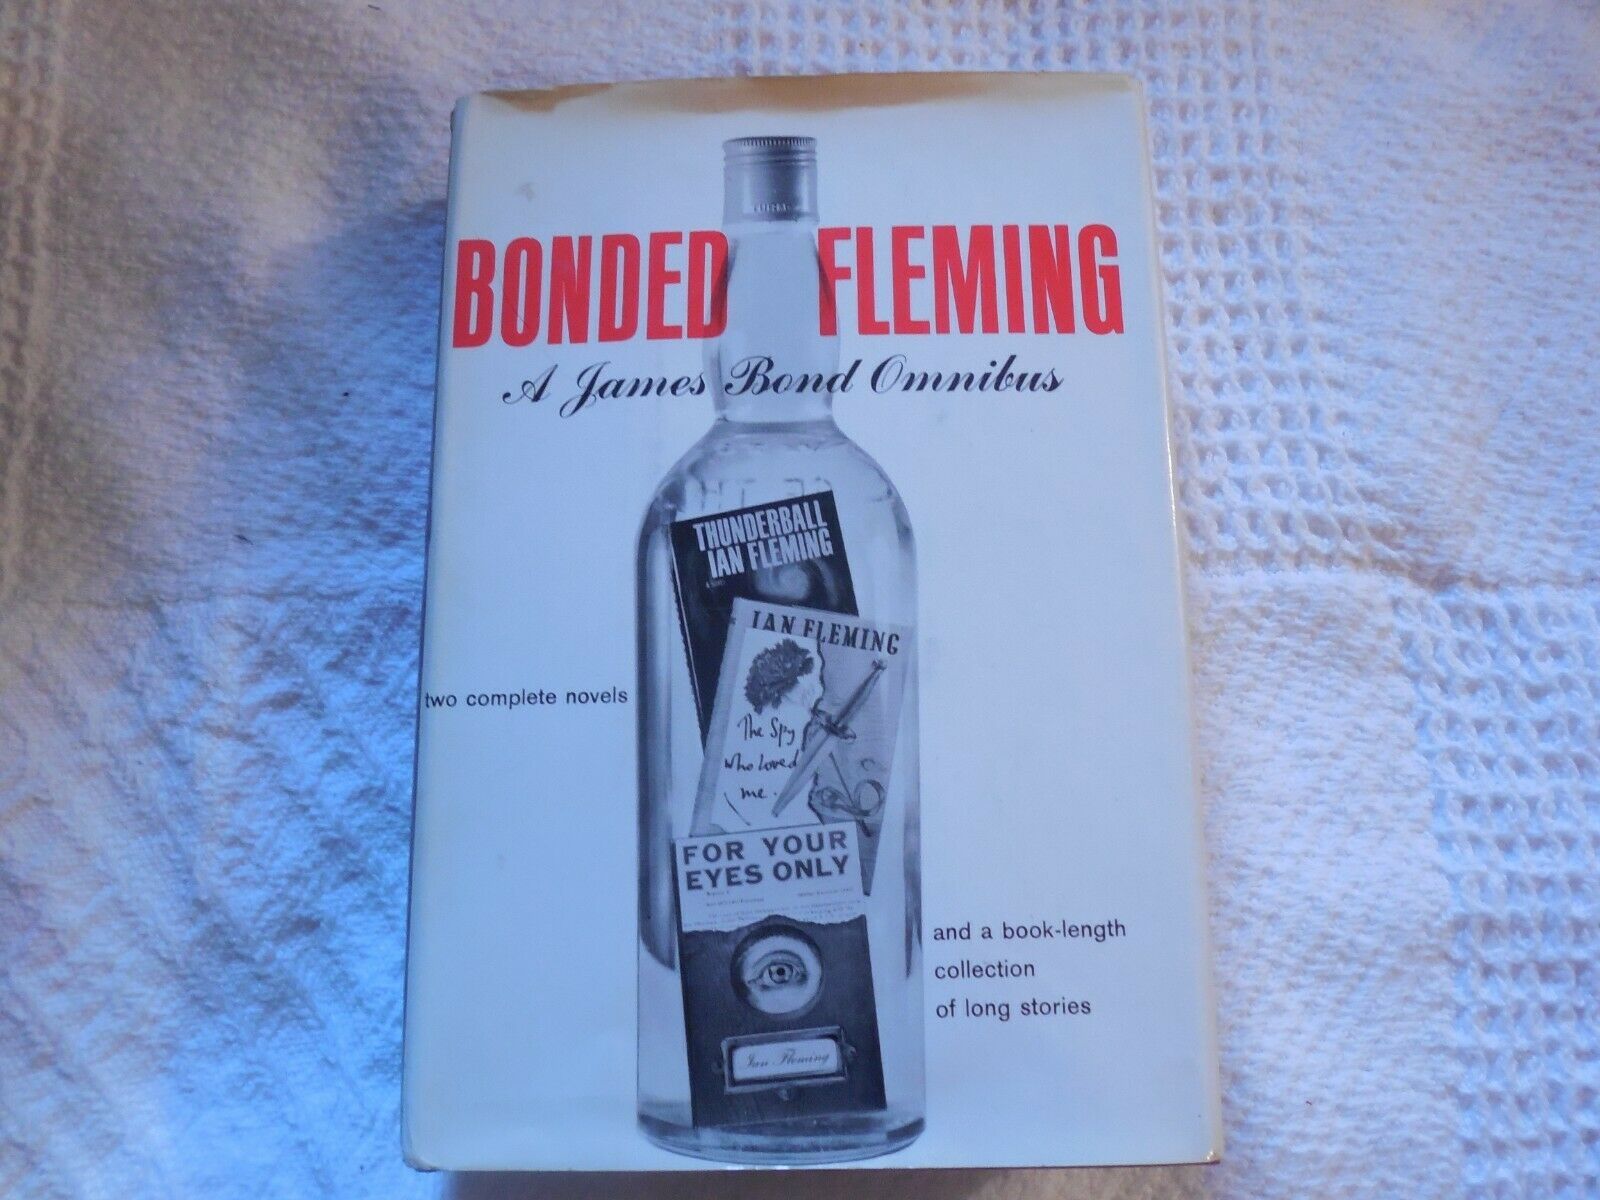 BONDED FLEMING
A James Bond Omnibus
THUNDERBALL
IAN FLEMING
IAN FLEMING
The Spy
who loved
me.
two complete novels
FOR YOUR
EYES ONLY
and a book-length
collection
of long stories
Ian Fleming